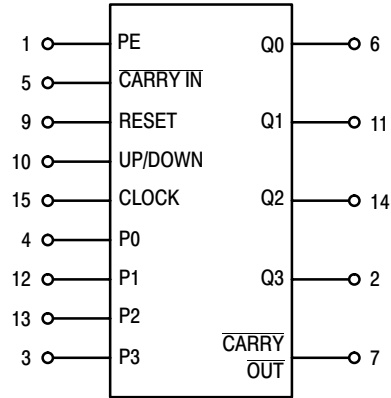 1 PE Q0 6
5 CARRY IN
9 RESET Q1 11
10 UP/DOWN
15 CLOCK Q2 14
4 P0
12 P1 Q3 2
13 P2
3 P3 CARRY OUT 7